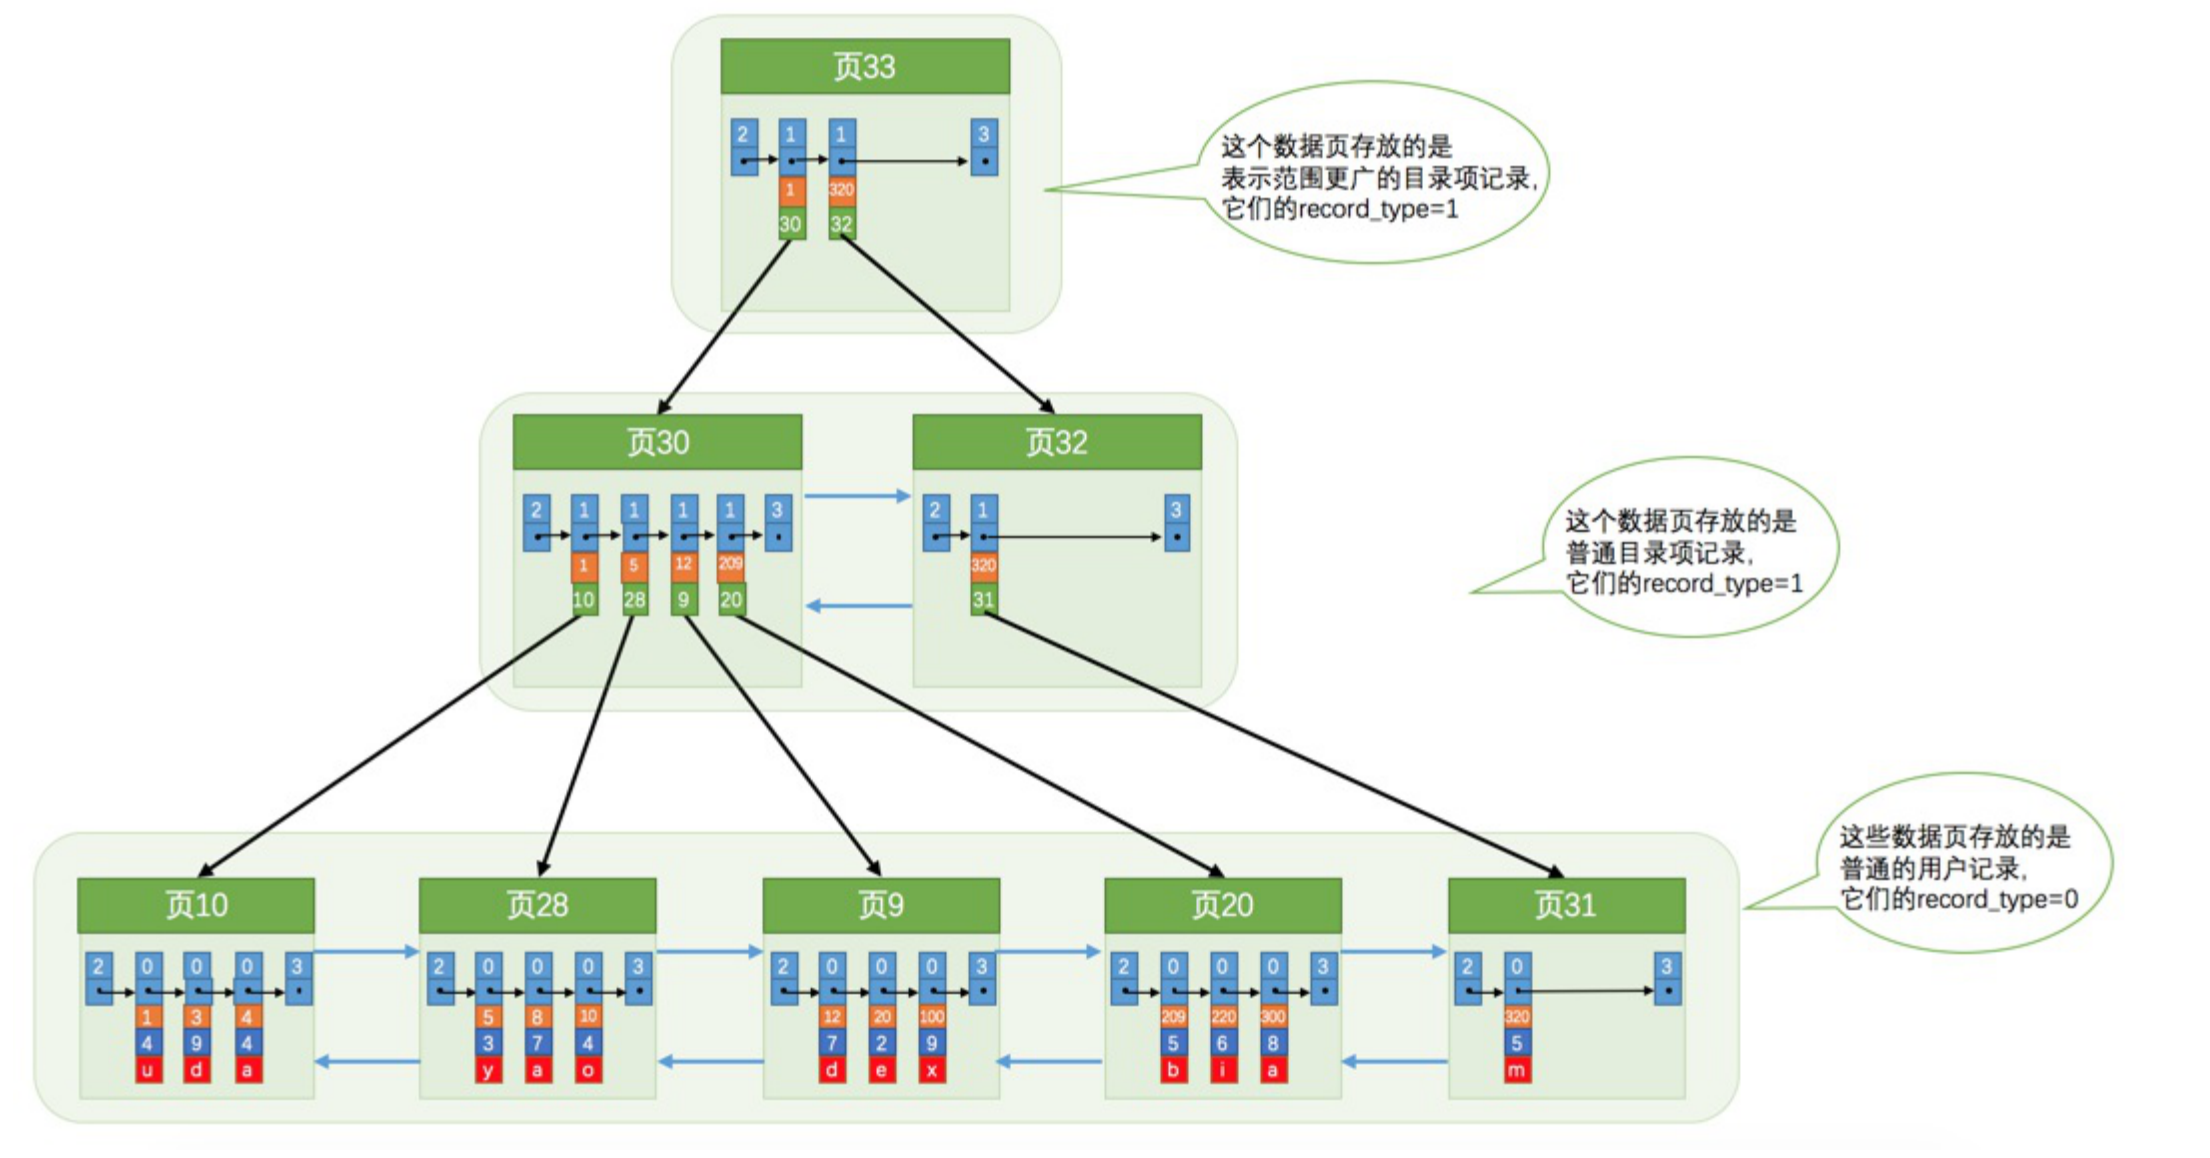 页33
2 1 1 3
1 320
30 32
这个数据页存放的是
表示范围更广的目录项记录,
它们的record_type=1
页30
2 1 1 1 1 3
1 5 12 209
10 28 9 20
页32
2 1 3
320
31
这个数据页存放的是
普通目录项记录,
它们的record_type=1
页10
2 0 0 0 3
1 3 4
4 9 4
u d a
页28
2 0 0 0 3
5 8 10
3 7 4
y a o
页9
2 0 0 0 3
12 20 100
7 2 9
d e x
页20
2 0 0 0 3
209 220 300
5 6 8
b i a
页31
2 0 3
320
5
m
这些数据页存放的是
普通的用户记录,
它们的record_type=0